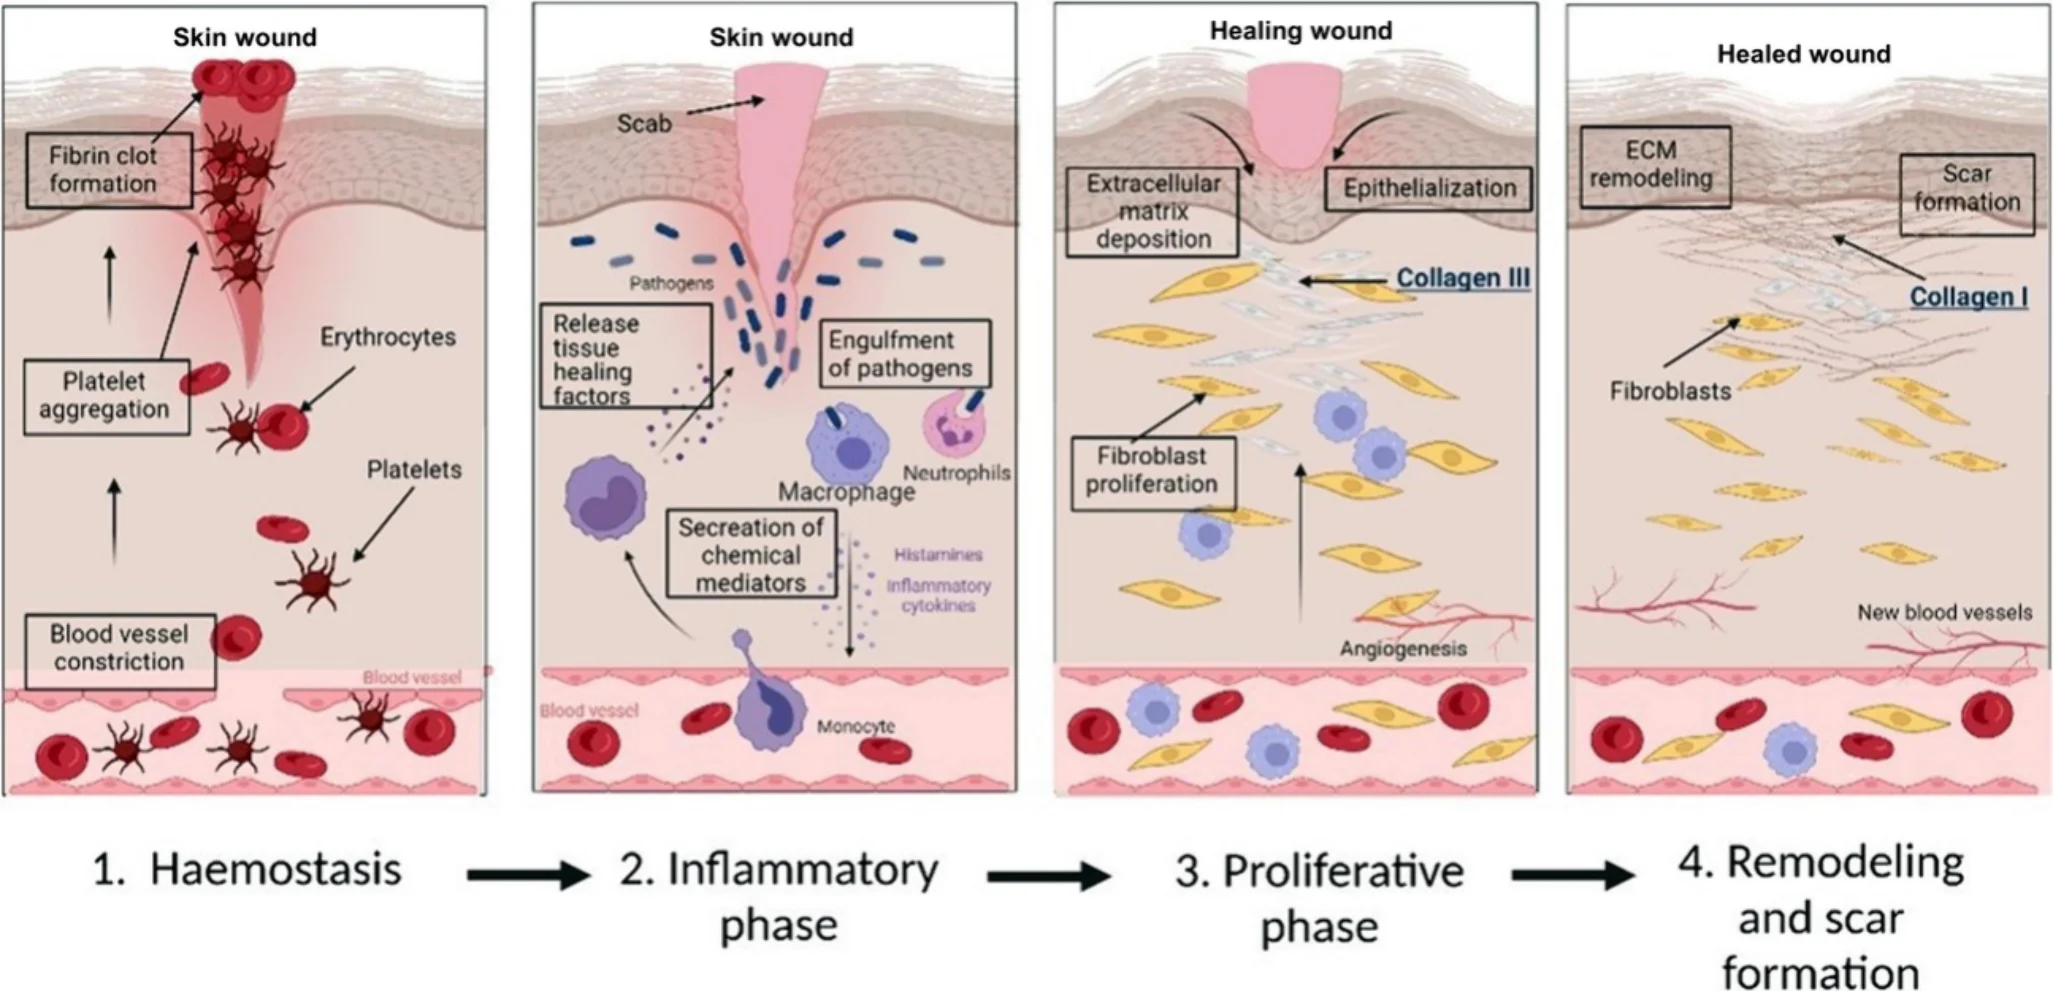 Skin wound
Fibrin clot
formation
Erythrocytes
Platelet
aggregation
Platelets
Blood vessel
constriction
Blood vessel
Skin wound
Scab
Pathogens
Release
tissue
healing
factors
Engulfment
of pathogens
Neutrophils
Macrophage
Secreation of
chemical
mediators
Histamines
Inflammatory
cytokines
Blood vessel
Monocyte
Healing wound
Extracellular
matrix
deposition
Epithelialization
Collagen III
Fibroblast
proliferation
Angiogenesis
Healed wound
ECM
remodeling
Scar
formation
Collagen I
Fibroblasts
New blood vessels
1. Haemostasis
2. Inflammatory
phase
3. Proliferative
phase
4. Remodeling
and scar
formation